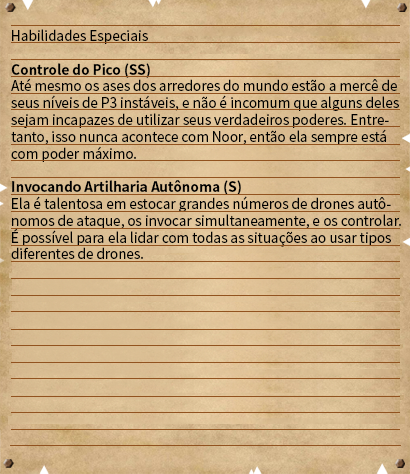 Habilidades Especiais
Controle do Pico (SS)
Até mesmo os ases dos arredores do mundo estão a mercê de
seus níveis de P3 instáveis, e não é incomum que alguns deles
sejam incapazes de utilizar seus verdadeiros poderes. Entre-
tanto, isso nunca acontece com Noor, então ela sempre está
com poder máximo.
Invocando Artilharia Autônoma (S)
Ela é talentosa em estocar grandes números de drones autô-
nomos de ataque, os invocar simultaneamente, e os controlar.
É possível para ela lidar com todas as situações ao usar tipos
diferentes de drones.